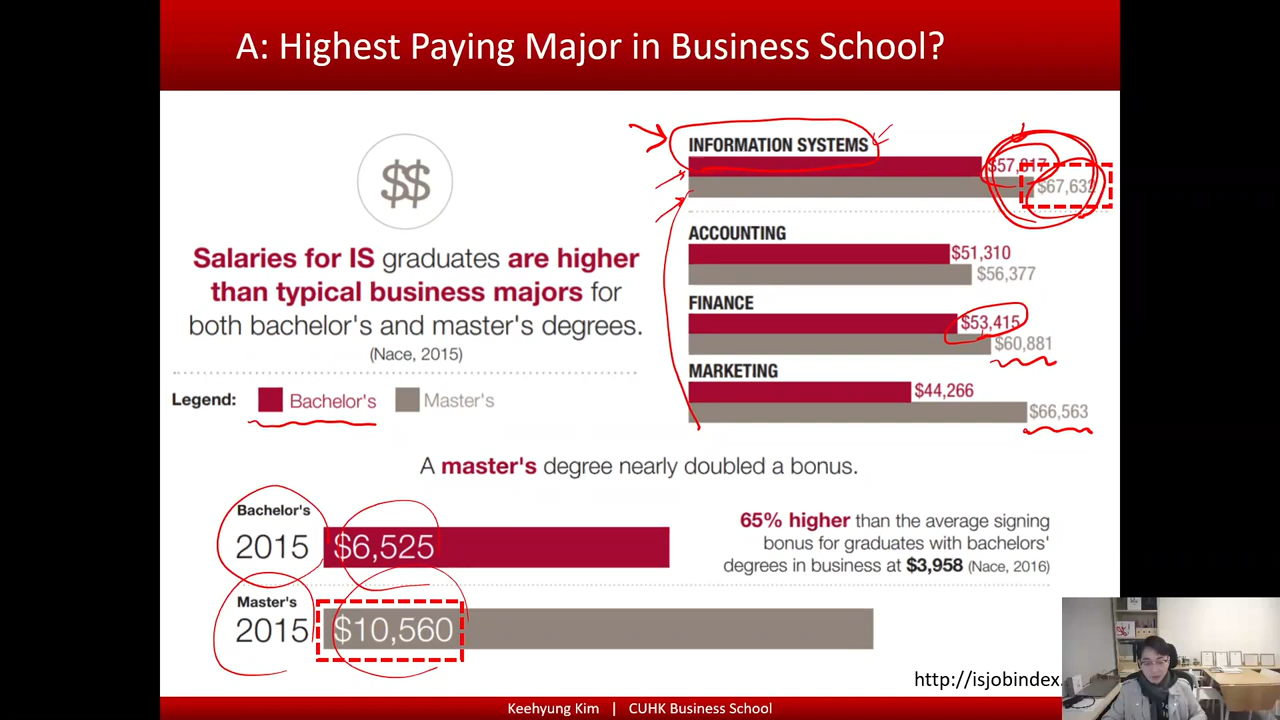 A: Highest Paying Major in Business School?
$$
Salaries for IS graduates are higher
than typical business majors for
both bachelor's and master's degrees.
(Nace, 2015)
Legend: Bachelor's Master's
INFORMATION SYSTEMS
$67,632
ACCOUNTING
$51,310
$56,377
FINANCE
$53,415
$60,881
MARKETING
$44,266
$66,563
A master's degree nearly doubled a bonus.
Bachelor's
2015 $6,525
Master's
2015 $10,560
65% higher than the average signing
bonus for graduates with bachelors'
degrees in business at $3,958 (Nace, 2016)
http://isjobindex.
Keehyung Kim | CUHK Business School